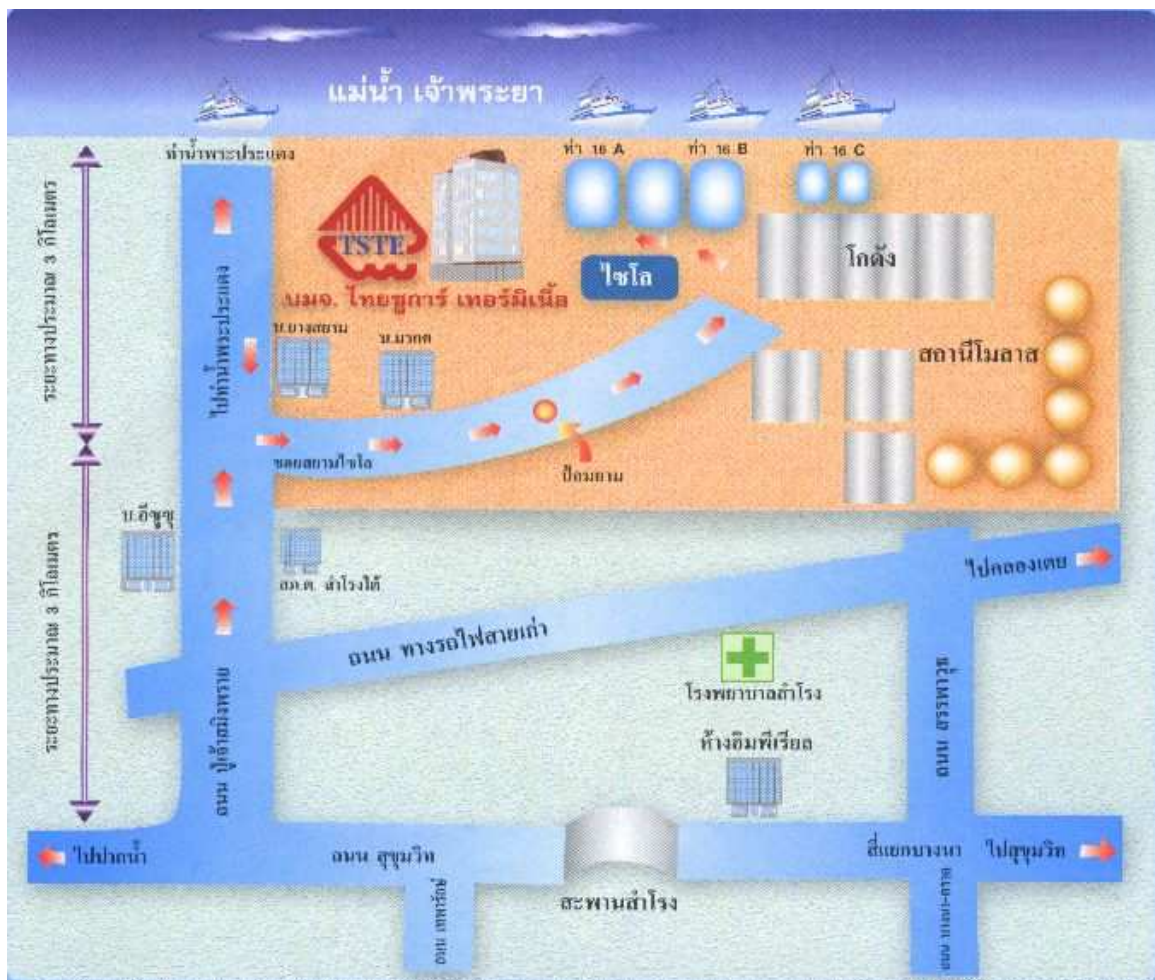 แม่น้ำ เจ้าพระยา
ท่าน้ำพระประแดง
ท่า 16 A
ท่า 16 B
ท่า 16 C
ระยะทางประมาณ 3 กิโลเมตร
TSTE
บมจ. ไทยชูการ์ เทอร์มิเนิ้ล
ไซโล
โกดัง
สถานีโมลาส
ไปท่าน้ำพระประแดง
บ.ยางสยาม
บ.มรกต
ซอยสยามไซโล
ป้อมยาม
บ.อีซูซุ
สภ.ต. สำโรงใต้
ระยะทางประมาณ 3 กิโลเมตร
ไปคลองเตย
ถนน ทางรถไฟสายเก่า
โรงพยาบาลสำโรง
ห้างอิมพีเรียล
ถนน สรรพาวุธ
ถนน ปู่เจ้าสมิงพราย
ไปปากน้ำ
ถนน สุขุมวิท
สี่แยกบางนา
ไปสุขุมวิท
สะพานสำโรง
ถนน เทพารักษ์
ถนน บางนา-ตราด